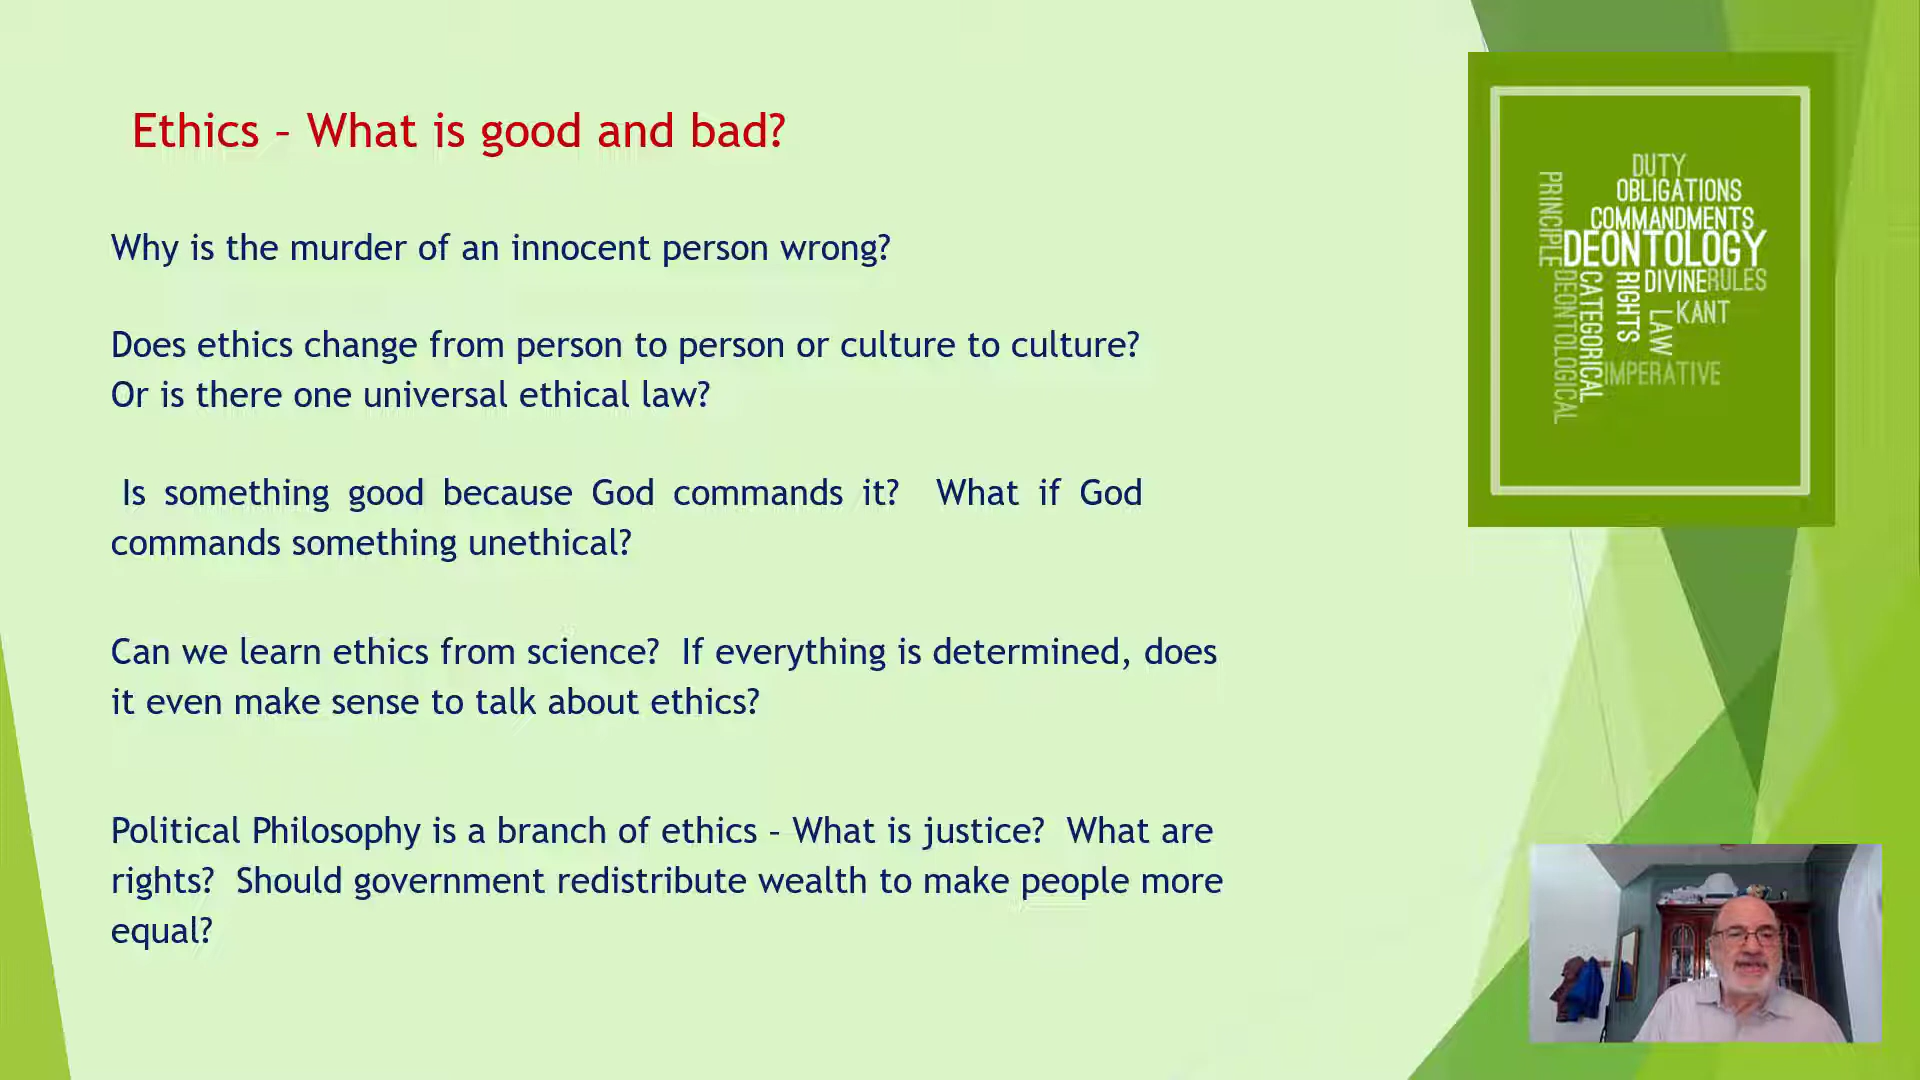 Ethics – What is good and bad?
Why is the murder of an innocent person wrong?
Does ethics change from person to person or culture to culture?
Or is there one universal ethical law?
Is something good because God commands it? What if God
commands something unethical?
Can we learn ethics from science? If everything is determined, does
it even make sense to talk about ethics?
Political Philosophy is a branch of ethics – What is justice? What are
rights? Should government redistribute wealth to make people more
equal?
DUTY
OBLIGATIONS
COMMANDMENTS
DEONTOLOGY
PRINCIPLE
DIVINE RULES
KANT
RIGHTS
LAW
CATEGORICAL
IMPERATIVE
DEONTOLOGICAL